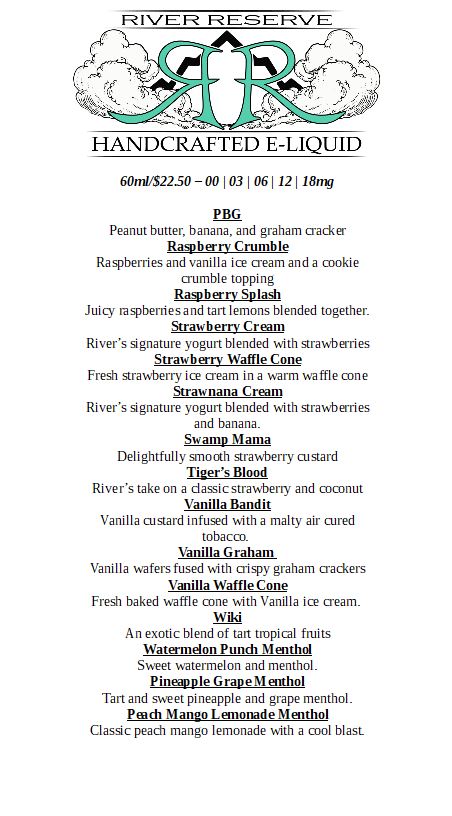 RIVER RESERVE
RR
HANDCRAFTED E-LIQUID
60ml/$22.50 – 00 | 03 | 06 | 12 | 18mg
PBG
Peanut butter, banana, and graham cracker
Raspberry Crumble
Raspberries and vanilla ice cream and a cookie
crumble topping
Raspberry Splash
Juicy raspberries and tart lemons blended together.
Strawberry Cream
River’s signature yogurt blended with strawberries
Strawberry Waffle Cone
Fresh strawberry ice cream in a warm waffle cone
Strawnana Cream
River’s signature yogurt blended with strawberries
and banana.
Swamp Mama
Delightfully smooth strawberry custard
Tiger’s Blood
River’s take on a classic strawberry and coconut
Vanilla Bandit
Vanilla custard infused with a malty air cured
tobacco.
Vanilla Graham
Vanilla wafers fused with crispy graham crackers
Vanilla Waffle Cone
Fresh baked waffle cone with Vanilla ice cream.
Wiki
An exotic blend of tart tropical fruits
Watermelon Punch Menthol
Sweet watermelon and menthol.
Pineapple Grape Menthol
Tart and sweet pineapple and grape menthol.
Peach Mango Lemonade Menthol
Classic peach mango lemonade with a cool blast.